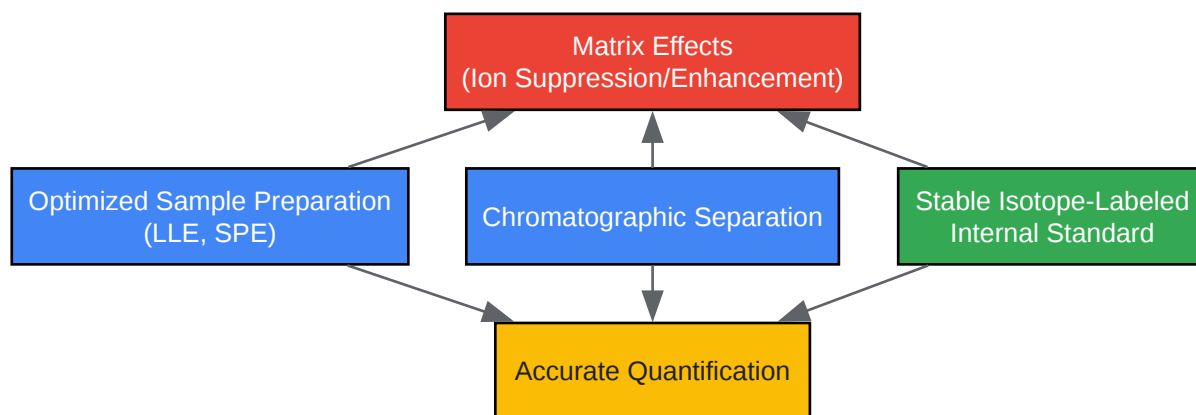 Matrix Effects
(Ion Suppression/Enhancement)
Optimized Sample Preparation
(LLE, SPE)
Chromatographic Separation
Stable Isotope-Labeled
Internal Standard
Accurate Quantification